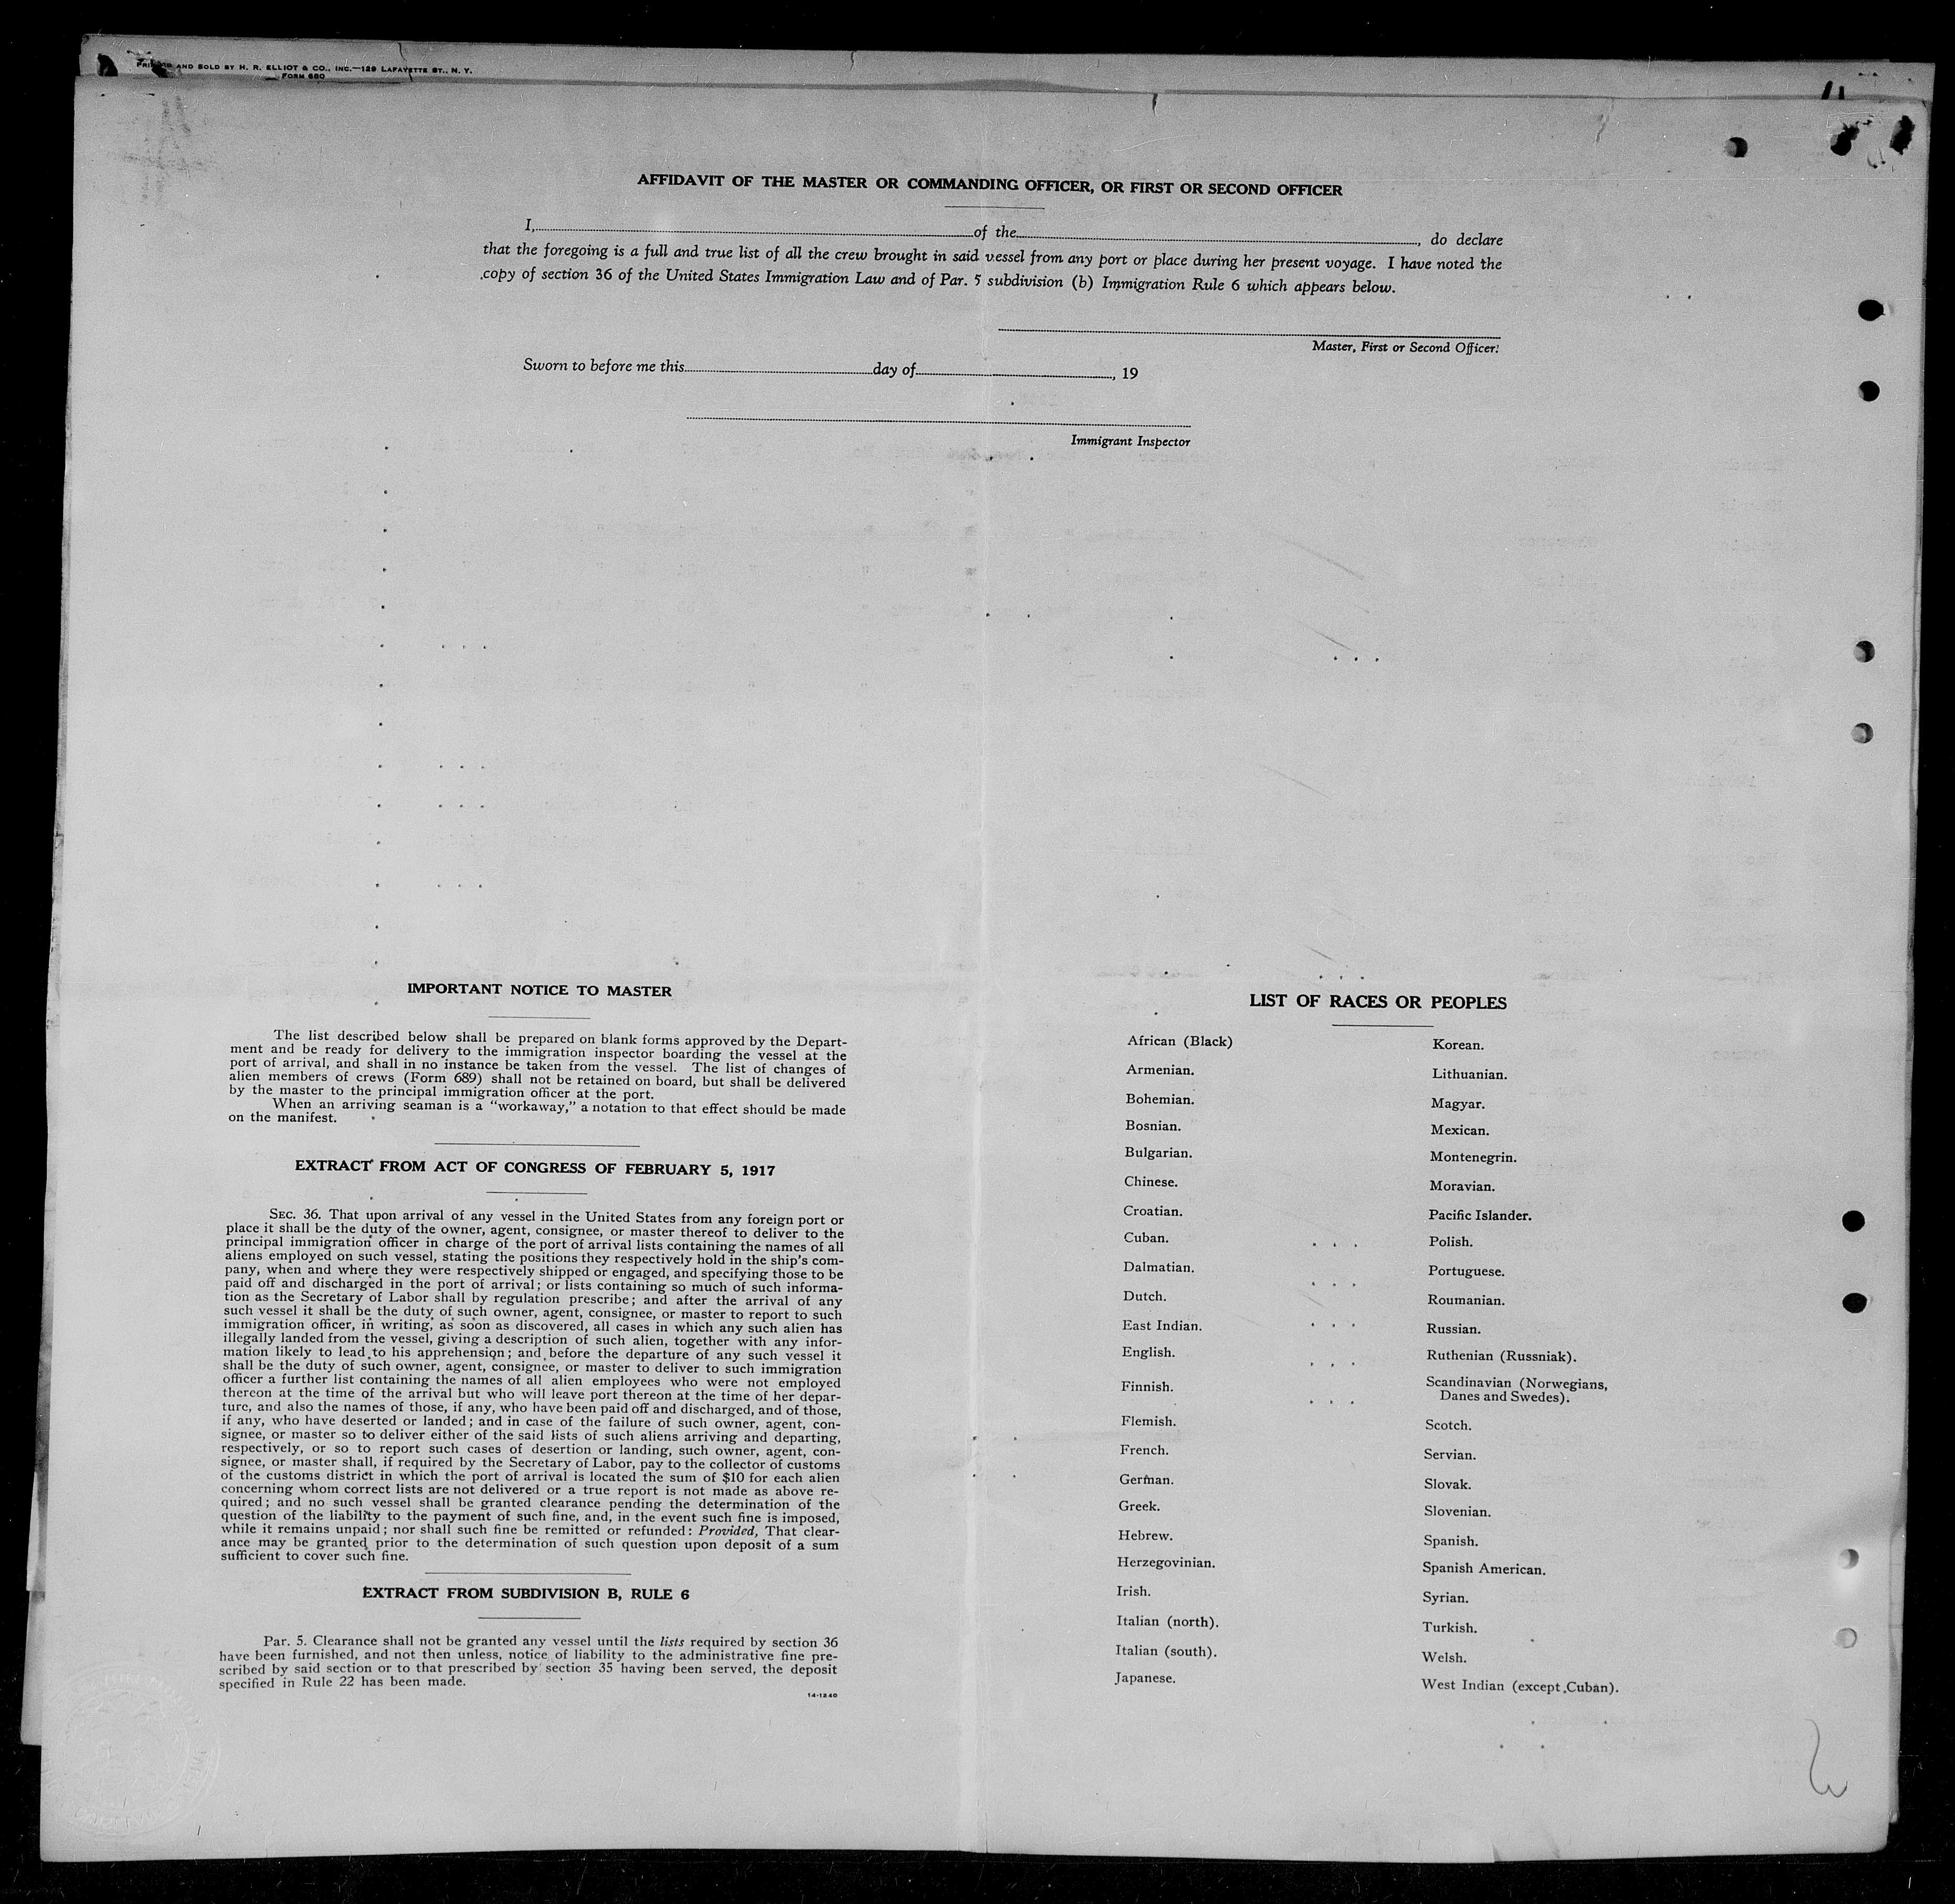 PRINTED AND SOLD BY H. R. ELLIOT & CO., INC.—129 LAFAYETTE ST., N. Y.
FORM 680
AFFIDAVIT OF THE MASTER OR COMMANDING OFFICER, OR FIRST OR SECOND OFFICER
I, of the , do declare
that the foregoing is a full and true list of all the crew brought in said vessel from any port or place during her present voyage. I have noted the
copy of section 36 of the United States Immigration Law and of Par. 5 subdivision (b) Immigration Rule 6 which appears below.
Master, First or Second Officer.
Sworn to before me this day of , 19
Immigrant Inspector
IMPORTANT NOTICE TO MASTER
The list described below shall be prepared on blank forms approved by the Depart-
ment and be ready for delivery to the immigration inspector boarding the vessel at the
port of arrival, and shall in no instance be taken from the vessel. The list of changes of
alien members of crews (Form 689) shall not be retained on board, but shall be delivered
by the master to the principal immigration officer at the port.
When an arriving seaman is a "workaway," a notation to that effect should be made
on the manifest.
EXTRACT FROM ACT OF CONGRESS OF FEBRUARY 5, 1917
SEC. 36. That upon arrival of any vessel in the United States from any foreign port or
place it shall be the duty of the owner, agent, consignee, or master thereof to deliver to the
principal immigration officer in charge of the port of arrival lists containing the names of all
aliens employed on such vessel, stating the positions they respectively hold in the ship's com-
pany, when and where they were respectively shipped or engaged, and specifying those to be
paid off and discharged in the port of arrival; or lists containing so much of such informa-
tion as the Secretary of Labor shall by regulation prescribe; and after the arrival of any
such vessel it shall be the duty of such owner, agent, consignee, or master to report to such
immigration officer, in writing, as soon as discovered, all cases in which any such alien has
illegally landed from the vessel, giving a description of such alien, together with any infor-
mation likely to lead to his apprehension; and before the departure of any such vessel it
shall be the duty of such owner, agent, consignee, or master to deliver to such immigration
officer a further list containing the names of all alien employees who were not employed
thereon at the time of the arrival but who will leave port thereon at the time of her depar-
ture, and also the names of those, if any, who have been paid off and discharged, and of those,
if any, who have deserted or landed; and in case of the failure of such owner, agent, con-
signee, or master so to deliver either of the said lists of such aliens arriving and departing,
respectively, or so to report such cases of desertion or landing, such owner, agent, con-
signee, or master shall, if required by the Secretary of Labor, pay to the collector of customs
of the customs district in which the port of arrival is located the sum of $10 for each alien
concerning whom correct lists are not delivered or a true report is not made as above re-
quired; and no such vessel shall be granted clearance pending the determination of the
question of the liability to the payment of such fine, and, in the event such fine is imposed,
while it remains unpaid; nor shall such fine be remitted or refunded: Provided, That clear-
ance may be granted prior to the determination of such question upon deposit of a sum
sufficient to cover such fine.
EXTRACT FROM SUBDIVISION B, RULE 6
Par. 5. Clearance shall not be granted any vessel until the lists required by section 36
have been furnished, and not then unless, notice of liability to the administrative fine pre-
scribed by said section or to that prescribed by section 35 having been served, the deposit
specified in Rule 22 has been made.
14-1240
LIST OF RACES OR PEOPLES
African (Black)
Armenian.
Bohemian.
Bosnian.
Bulgarian.
Chinese.
Croatian.
Cuban.
Dalmatian.
Dutch.
East Indian.
English.
Finnish.
Flemish.
French.
German.
Greek.
Hebrew.
Herzegovinian.
Irish.
Italian (north).
Italian (south).
Japanese.
Korean.
Lithuanian.
Magyar.
Mexican.
Montenegrin.
Moravian.
Pacific Islander.
Polish.
Portuguese.
Roumanian.
Russian.
Ruthenian (Russniak).
Scandinavian (Norwegians,
Danes and Swedes).
Scotch.
Servian.
Slovak.
Slovenian.
Spanish.
Spanish American.
Syrian.
Turkish.
Welsh.
West Indian (except Cuban).